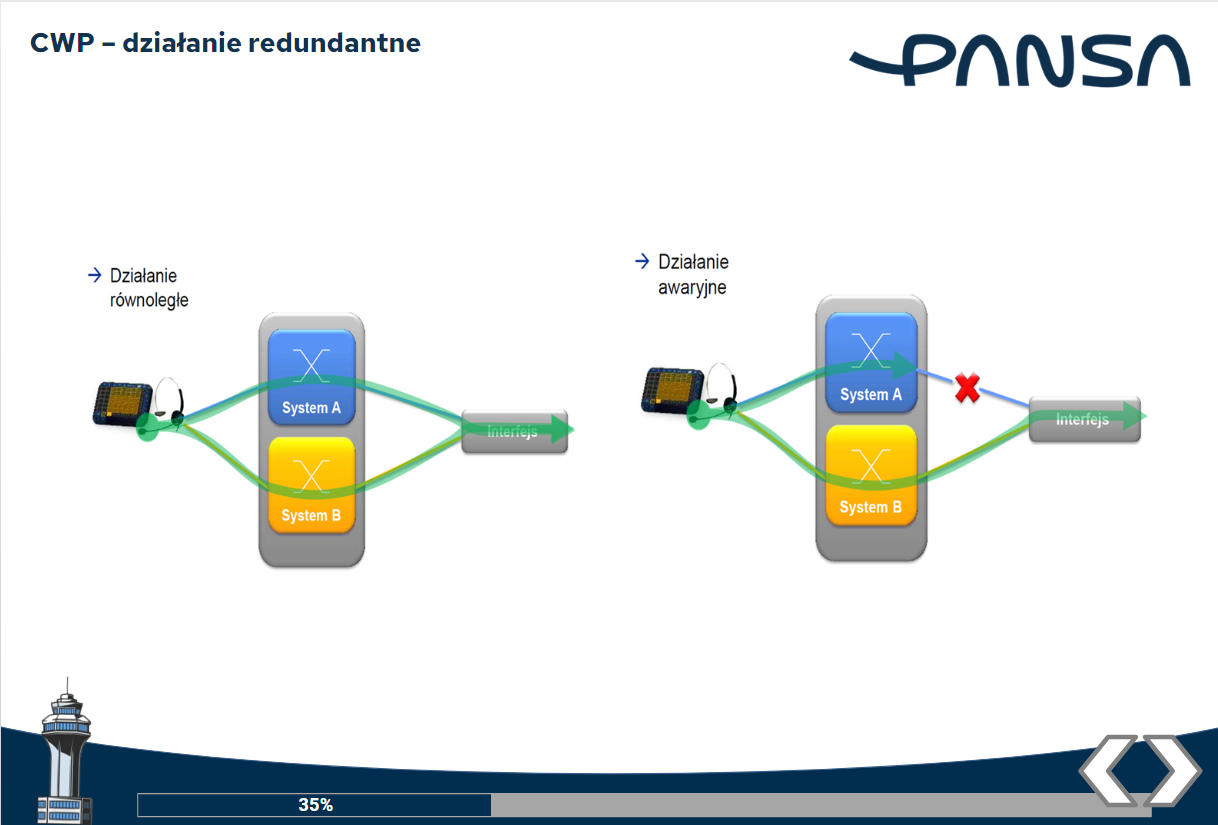 CWP – działanie redundantne
PANSA
Działanie
równoległe
System A
System B
Interfejs
Działanie
awaryjne
System A
System B
Interfejs
35%